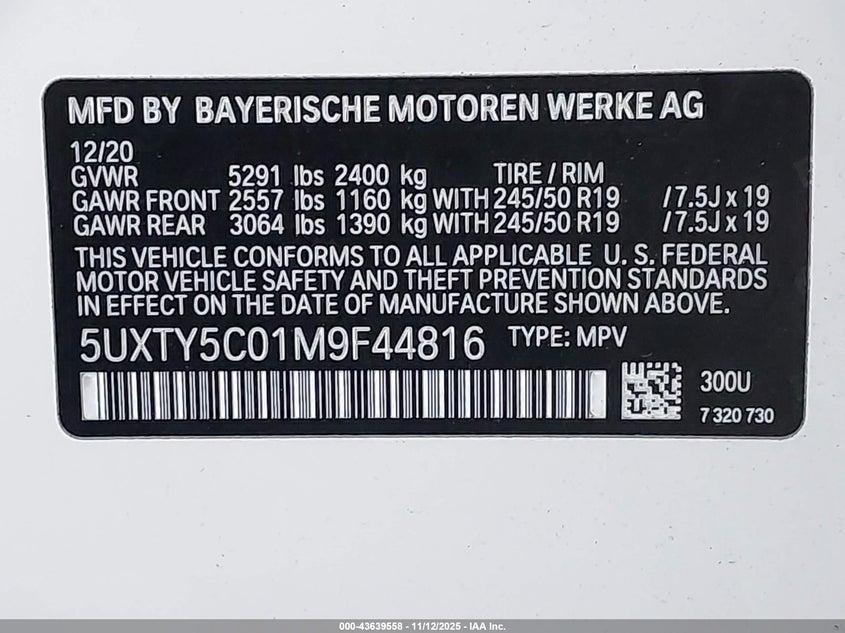 MFD BY BAYERISCHE MOTOREN WERKE AG
12/20
GVWR 5291 lbs 2400 kg TIRE / RIM
GAWR FRONT 2557 lbs 1160 kg WITH 245/50 R19 /7.5J x 19
GAWR REAR 3064 lbs 1390 kg WITH 245/50 R19 /7.5J x 19
THIS VEHICLE CONFORMS TO ALL APPLICABLE U. S. FEDERAL
MOTOR VEHICLE SAFETY AND THEFT PREVENTION STANDARDS
IN EFFECT ON THE DATE OF MANUFACTURE SHOWN ABOVE.
5UXTY5C01M9F44816 TYPE: MPV
300U
7 320 730
000-43639558 - 11/12/2025 - IAA Inc.